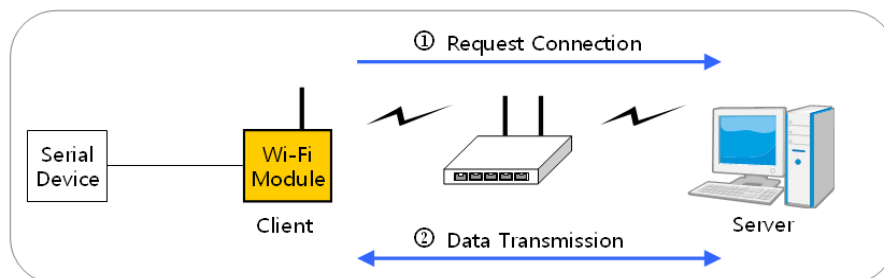 ① Request Connection
Serial
Device
Wi-Fi
Module
Client
Server
② Data Transmission